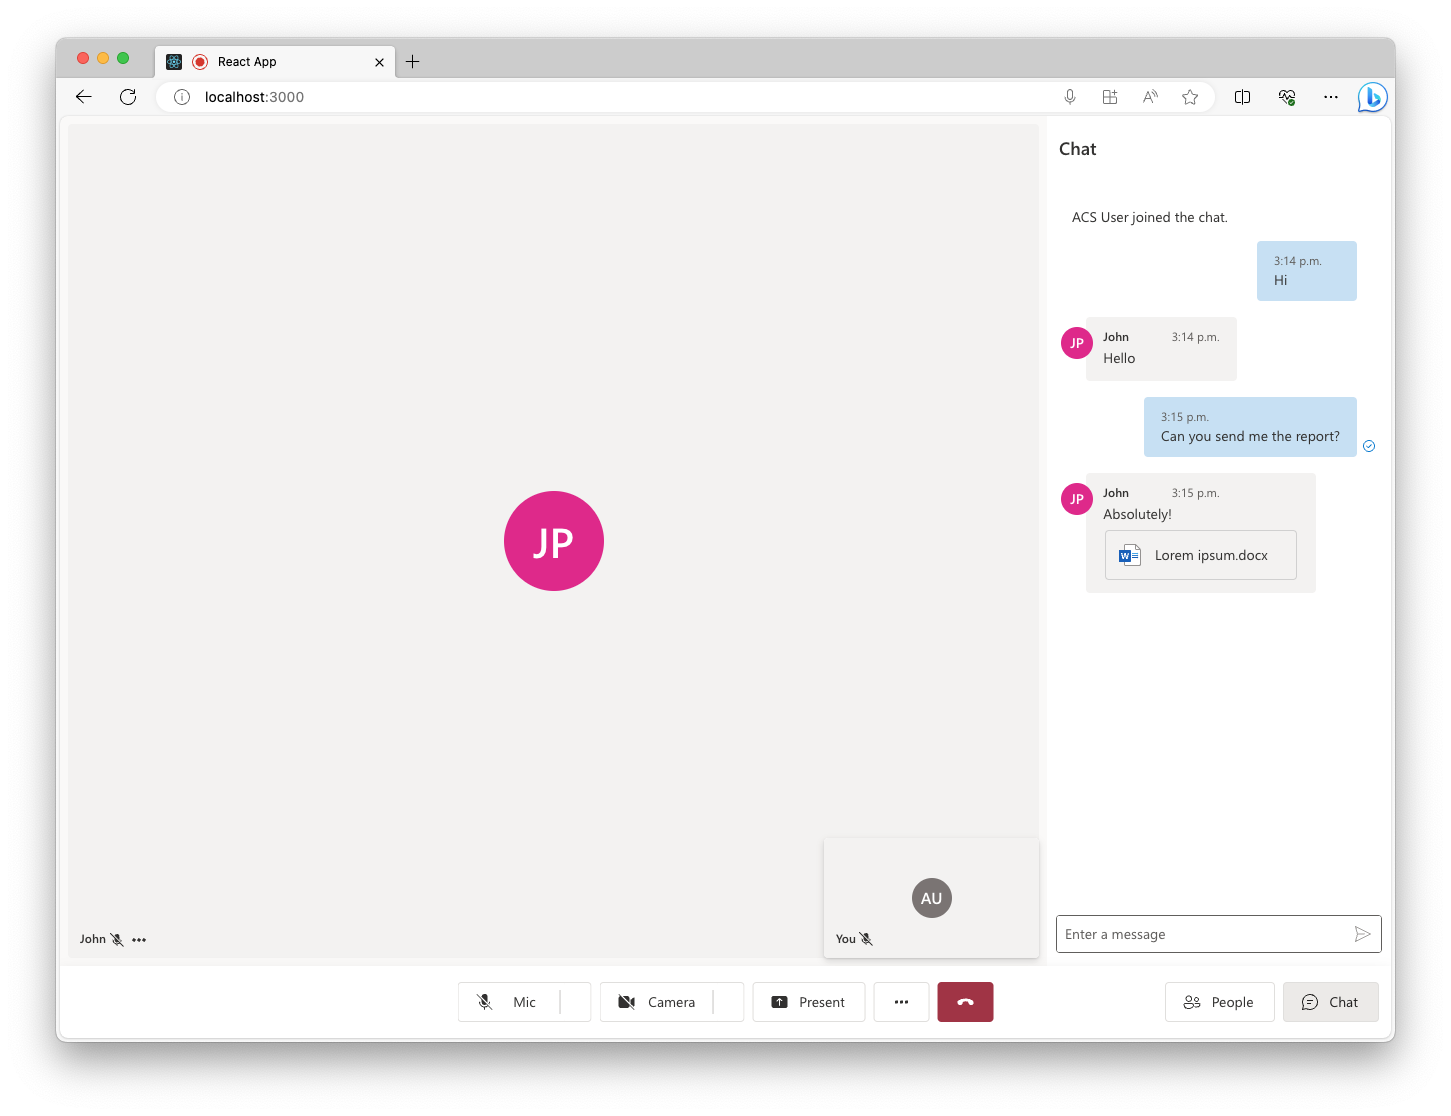 React App
localhost:3000
Chat
ACS User joined the chat.
3:14 p.m.
Hi
JP
John 3:14 p.m.
Hello
3:15 p.m.
Can you send me the report?
JP
John 3:15 p.m.
Absolutely!
W
Lorem ipsum.docx
JP
AU
John
You
Enter a message
Mic
Camera
Present
People
Chat